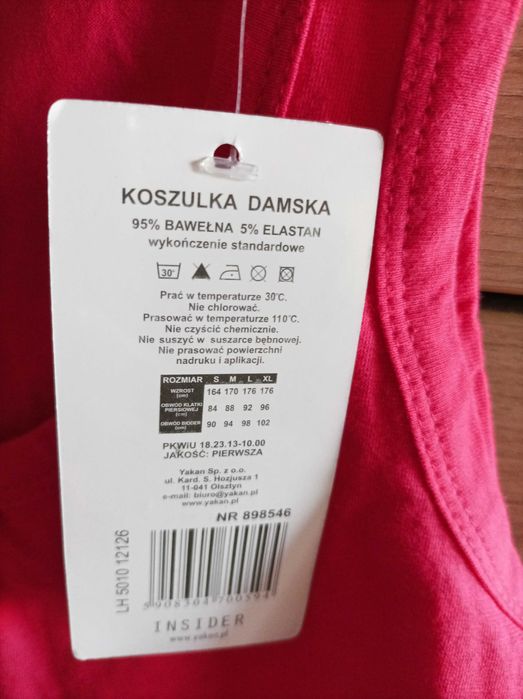 KOSZULKA DAMSKA
95% BAWEŁNA 5% ELASTAN
wykończenie standardowe
30°
Prać w temperaturze 30°C.
Nie chlorować.
Prasować w temperaturze 110°C.
Nie czyścić chemicznie.
Nie suszyć w suszarce bębnowej.
Nie prasować powierzchni
nadruku i aplikacji.
ROZMIAR S M L XL
WZROST (cm) 164 170 176 176
OBWÓD KLATKI PIERSIOWEJ (cm) 84 88 92 96
OBWÓD BIODER (cm) 90 94 98 102
PKWiU 18.23.13-10.00
JAKOŚĆ: PIERWSZA
Yakan Sp. z o.o.
ul. Kard. S. Hozjusza 1
11-041 Olsztyn
e-mail: biuro@yakan.pl
www.yakan.pl
NR 898546
LH 5010 12126
5908304700594
INSIDER
www.yakan.pl